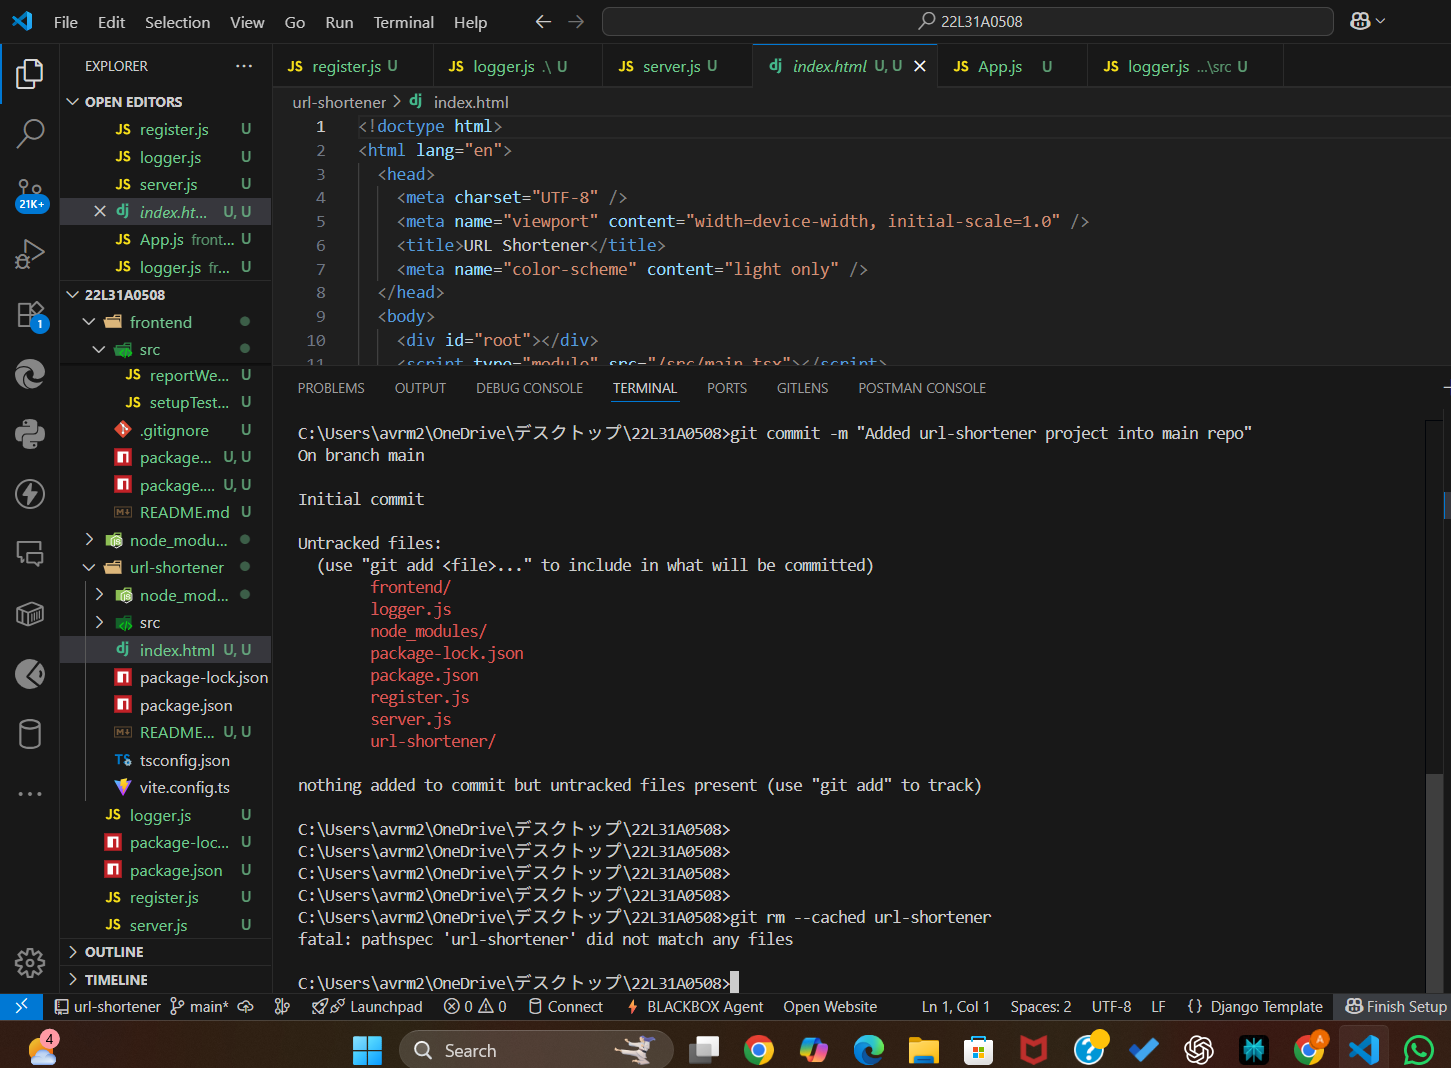 File Edit Selection View Go Run Terminal Help
22L31A0508
EXPLORER ···
OPEN EDITORS
JS register.js U
JS logger.js U
JS server.js U
dj index.ht... U, U
JS App.js front... U
JS logger.js fr... U
22L31A0508
frontend
src
JS reportWe... U
JS setupTest... U
.gitignore U
package... U, U
package.... U, U
README.md U
node_modu...
url-shortener
node_mod...
src
dj index.html U, U
package-lock.json
package.json
README... U, U
TS tsconfig.json
vite.config.ts
JS logger.js U
package-loc... U
package.json U
JS register.js U
JS server.js U
OUTLINE
TIMELINE
21K+
1
JS register.js U JS logger.js .\ U JS server.js U dj index.html U, U JS App.js U JS logger.js ...\src U
url-shortener > dj index.html
1 <!doctype html>
2 <html lang="en">
3 <head>
4 <meta charset="UTF-8" />
5 <meta name="viewport" content="width=device-width, initial-scale=1.0" />
6 <title>URL Shortener</title>
7 <meta name="color-scheme" content="light only" />
8 </head>
9 <body>
10 <div id="root"></div>
11 <script type="module" src="/src/main.tsx"></script>
PROBLEMS OUTPUT DEBUG CONSOLE TERMINAL PORTS GITLENS POSTMAN CONSOLE
C:\Users\avrm2\OneDrive\デスクトップ\22L31A0508>git commit -m "Added url-shortener project into main repo"
On branch main
Initial commit
Untracked files:
(use "git add <file>..." to include in what will be committed)
frontend/
logger.js
node_modules/
package-lock.json
package.json
register.js
server.js
url-shortener/
nothing added to commit but untracked files present (use "git add" to track)
C:\Users\avrm2\OneDrive\デスクトップ\22L31A0508>
C:\Users\avrm2\OneDrive\デスクトップ\22L31A0508>
C:\Users\avrm2\OneDrive\デスクトップ\22L31A0508>
C:\Users\avrm2\OneDrive\デスクトップ\22L31A0508>
C:\Users\avrm2\OneDrive\デスクトップ\22L31A0508>git rm --cached url-shortener
fatal: pathspec 'url-shortener' did not match any files
C:\Users\avrm2\OneDrive\デスクトップ\22L31A0508>
url-shortener main* Launchpad 0 0 Connect BLACKBOX Agent Open Website Ln 1, Col 1 Spaces: 2 UTF-8 LF {} Django Template Finish Setup
4 Search A